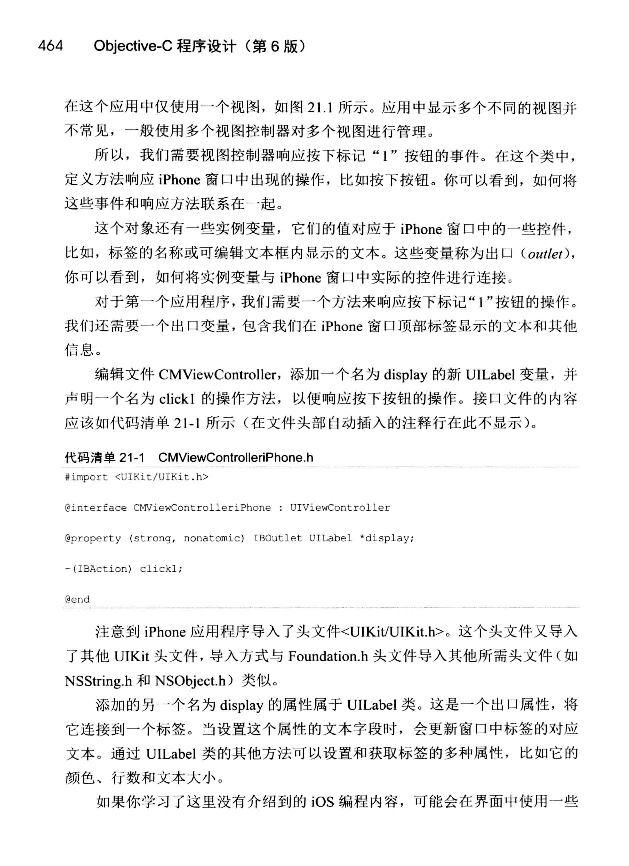 464 Objective-C 程序设计（第 6 版）
在这个应用中仅使用一个视图，如图 21.1 所示。应用中显示多个不同的视图并
不常见，一般使用多个视图控制器对多个视图进行管理。
所以，我们需要视图控制器响应按下标记“1”按钮的事件。在这个类中，
定义方法响应 iPhone 窗口中出现的操作，比如按下按钮。你可以看到，如何将
这些事件和响应方法联系在一起。
这个对象还有一些实例变量，它们的值对应于 iPhone 窗口中的一些控件，
比如，标签的名称或可编辑文本框内显示的文本。这些变量称为出口（outlet），
你可以看到，如何将实例变量与 iPhone 窗口中实际的控件进行连接。
对于第一个应用程序，我们需要一个方法来响应按下标记“1”按钮的操作。
我们还需要一个出口变量，包含我们在 iPhone 窗口顶部标签显示的文本和其他
信息。
编辑文件 CMViewController，添加一个名为 display 的新 UILabel 变量，并
声明一个名为 click1 的操作方法，以便响应按下按钮的操作。接口文件的内容
应该如代码清单 21-1 所示（在文件头部自动插入的注释行在此不显示）。
代码清单 21-1 CMViewControlleriPhone.h
#import <UIKit/UIKit.h>
@interface CMViewControlleriPhone : UIViewController
@property (strong, nonatomic) IBOutlet UILabel *display;
-(IBAction) click1;
@end
注意到 iPhone 应用程序导入了头文件<UIKit/UIKit.h>。这个头文件又导入
了其他 UIKit 头文件，导入方式与 Foundation.h 头文件导入其他所需头文件（如
NSString.h 和 NSObject.h）类似。
添加的另一个名为 display 的属性属于 UILabel 类。这是一个出口属性，将
它连接到一个标签。当设置这个属性的文本字段时，会更新窗口中标签的对应
文本。通过 UILabel 类的其他方法可以设置和获取标签的多种属性，比如它的
颜色、行数和文本大小。
如果你学习了这里没有介绍到的 iOS 编程内容，可能会在界面中使用一些